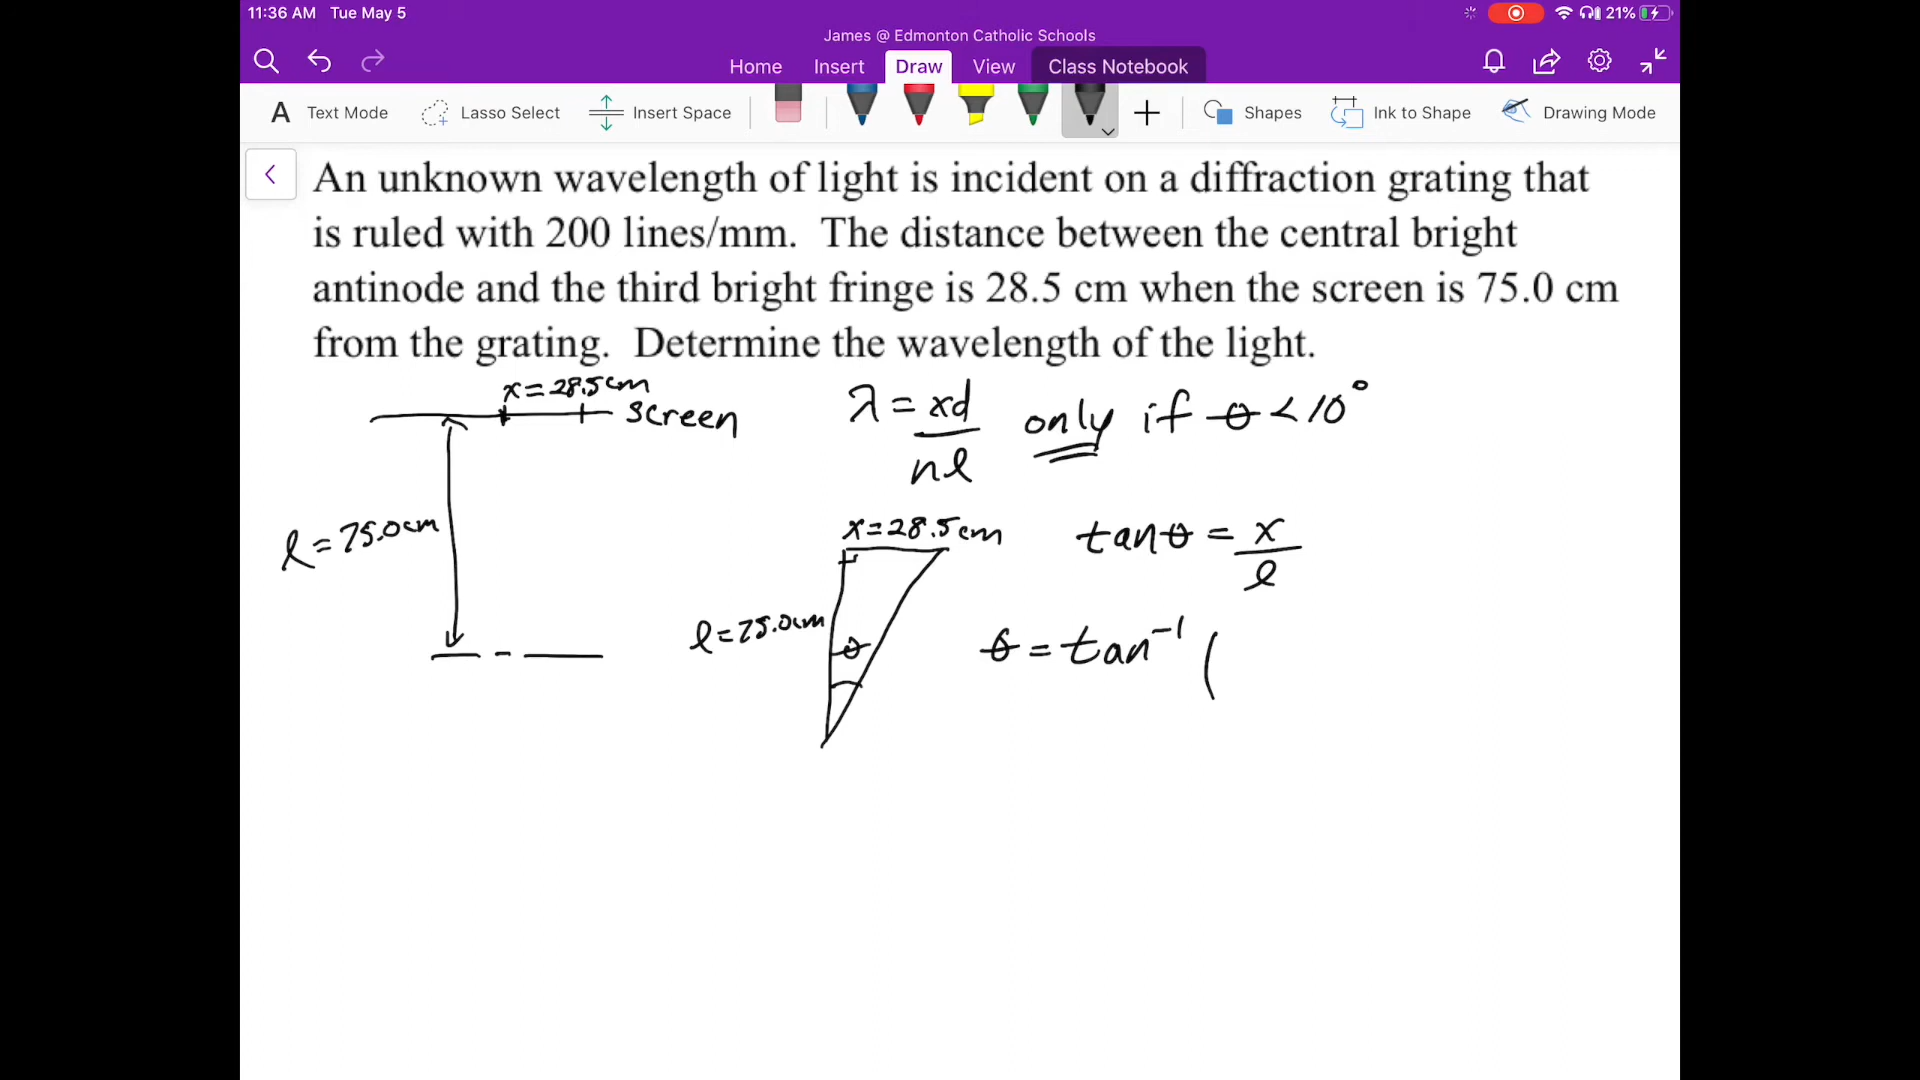 11:36 AM Tue May 5
21%
James @ Edmonton Catholic Schools
Home Insert Draw View Class Notebook
A Text Mode Lasso Select Insert Space Shapes Ink to Shape Drawing Mode
An unknown wavelength of light is incident on a diffraction grating that
is ruled with 200 lines/mm. The distance between the central bright
antinode and the third bright fringe is 28.5 cm when the screen is 75.0 cm
from the grating. Determine the wavelength of the light.
x = 28.5cm
screen
l = 75.0cm
λ = xd / nl only if θ < 10°
x = 28.5cm
l = 75.0cm
θ
tanθ = x / l
θ = tan⁻¹ (